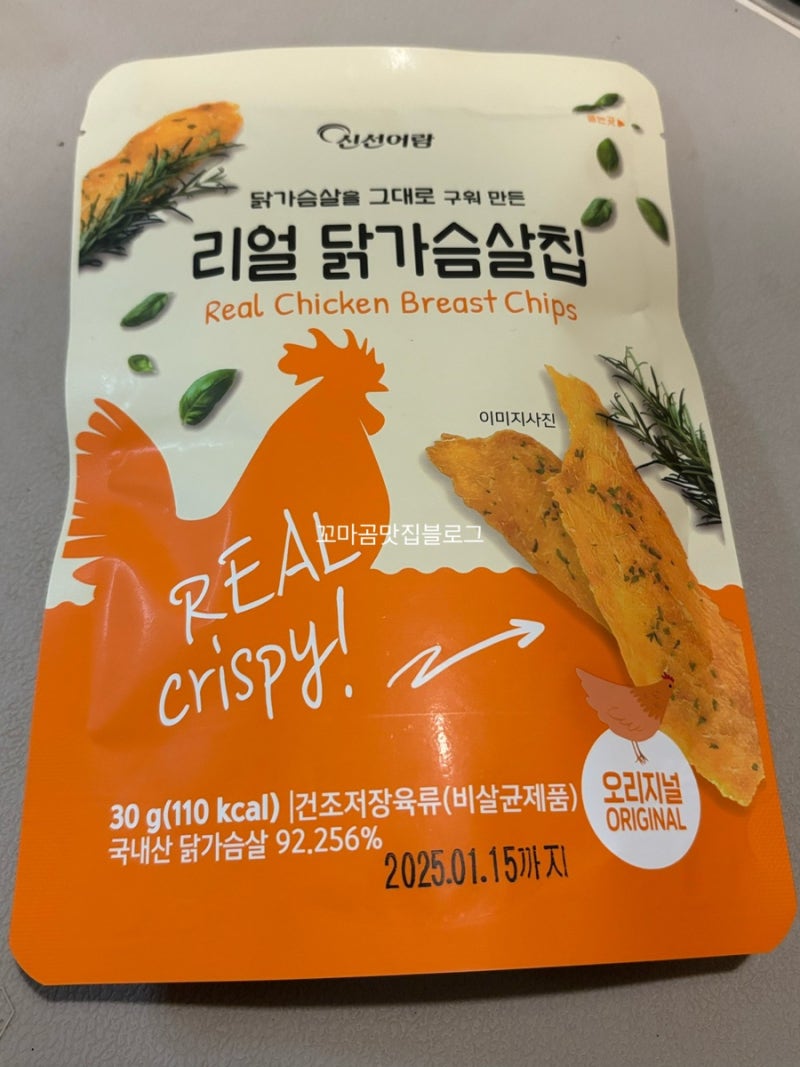 신선어람
여는곳▶
닭가슴살을 그대로 구워 만든
리얼 닭가슴살칩
Real Chicken Breast Chips
이미지사진
꼬마곰맛집블로그
REAL
crispy!
오리지널
ORIGINAL
30 g(110 kcal) |건조저장육류(비살균제품)
국내산 닭가슴살 92.256%
2025.01.15까지